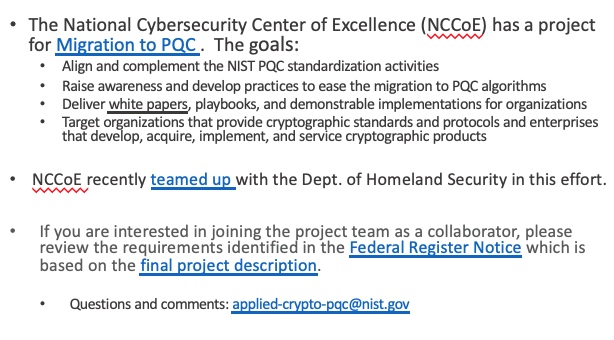 • The National Cybersecurity Center of Excellence (NCCoE) has a project
for Migration to PQC . The goals:
• Align and complement the NIST PQC standardization activities
• Raise awareness and develop practices to ease the migration to PQC algorithms
• Deliver white papers, playbooks, and demonstrable implementations for organizations
• Target organizations that provide cryptographic standards and protocols and enterprises
that develop, acquire, implement, and service cryptographic products
• NCCoE recently teamed up with the Dept. of Homeland Security in this effort.
• If you are interested in joining the project team as a collaborator, please
review the requirements identified in the Federal Register Notice which is
based on the final project description.
• Questions and comments: applied-crypto-pqc@nist.gov